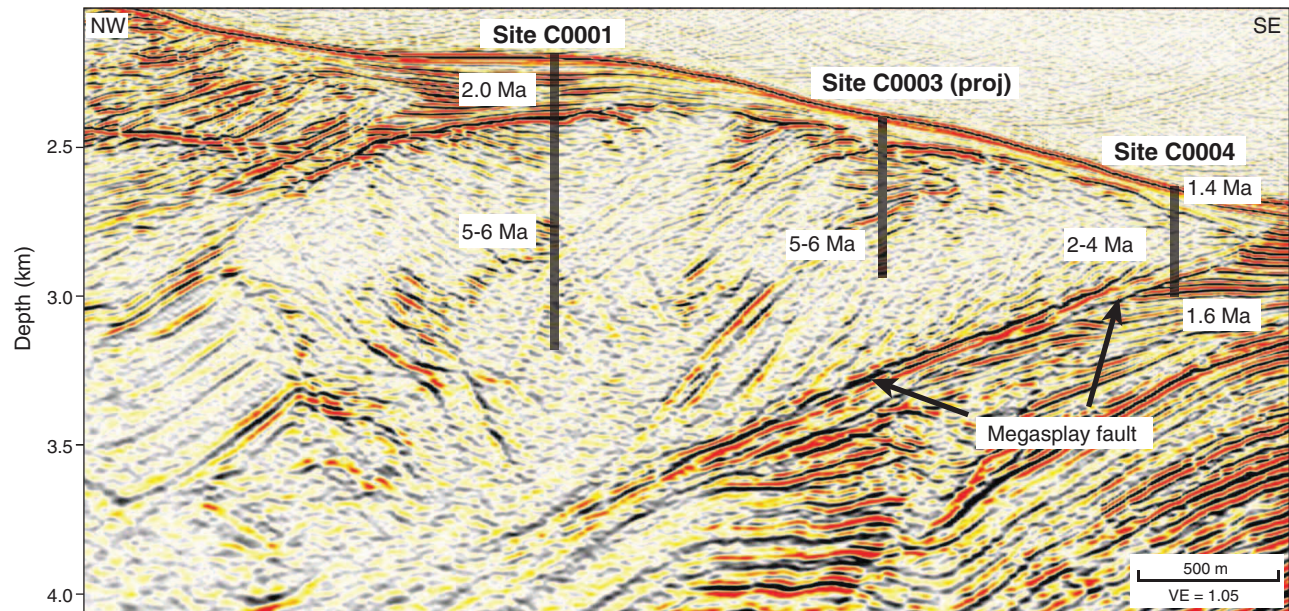 NW
SE
Site C0001
Site C0003 (proj)
Site C0004
2.0 Ma
1.4 Ma
5-6 Ma
5-6 Ma
2-4 Ma
1.6 Ma
Megasplay fault
Depth (km)
2.5
3.0
3.5
4.0
500 m
VE = 1.05